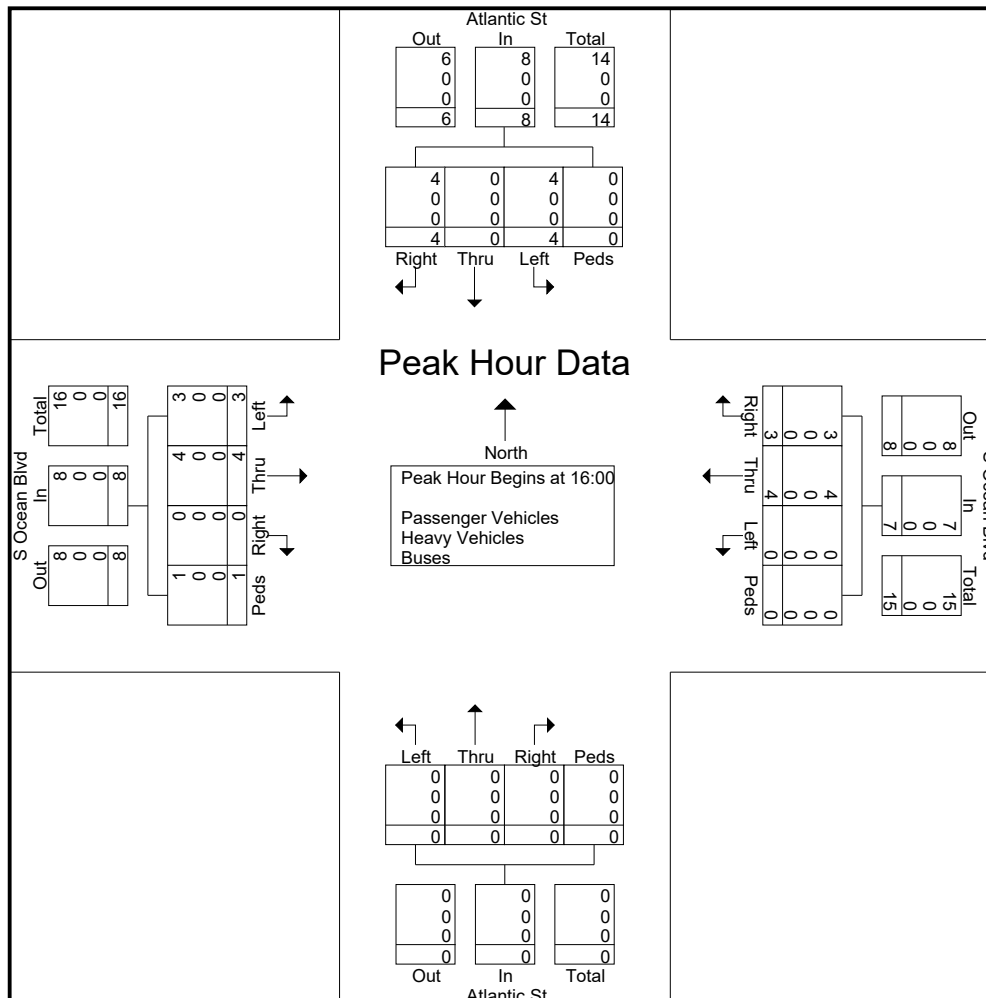 Atlantic St
Out In Total
6 8 14
0 0 0
0 0 0
6 8 14
4 0 4 0
0 0 0 0
0 0 0 0
4 0 4 0
Right Thru Left Peds
Peak Hour Data
North
Peak Hour Begins at 16:00
Passenger Vehicles
Heavy Vehicles
Buses
S Ocean Blvd
Total
16 0 0 16
In
8 0 0 8
Out
8 0 0 8
Left
3 0 0 3
Thru
4 0 0 4
Right
0 0 0 0
Peds
1 0 0 1
Right
3 0 0 3
Thru
4 0 0 4
Left
0 0 0 0
Peds
0 0 0 0
Out
8 0 0 8
In
7 0 0 7
Total
15 0 0 15
Left Thru Right Peds
0 0 0 0
0 0 0 0
0 0 0 0
0 0 0 0
0 0 0
0 0 0
0 0 0
0 0 0
Out In Total
Atlantic St